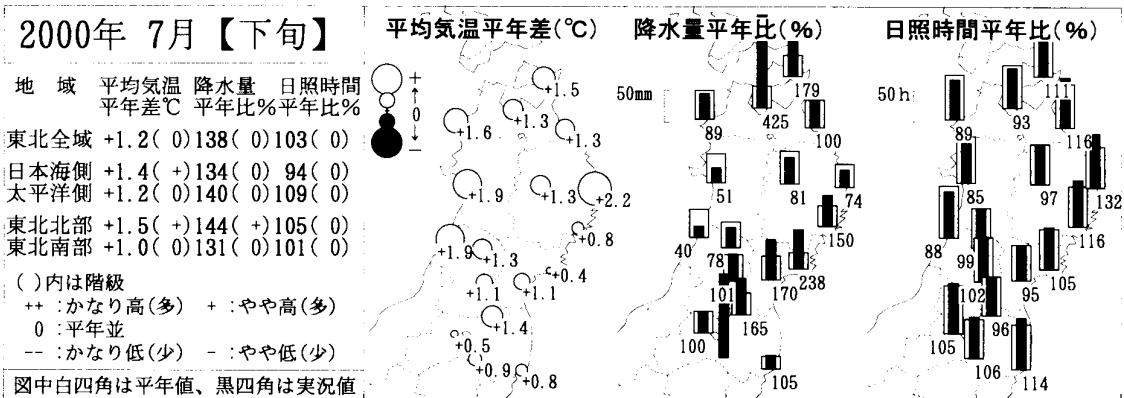 2000年 7月【下旬】
地 域 平均気温 降水量 日照時間
平年差℃ 平年比% 平年比%
東北全域 +1.2( 0) 138( 0) 103( 0)
日本海側 +1.4( +) 134( 0) 94( 0)
太平洋側 +1.2( 0) 140( 0) 109( 0)
東北北部 +1.5( +) 144( +) 105( 0)
東北南部 +1.0( 0) 131( 0) 101( 0)
( )内は階級
++ :かなり高(多) + :やや高(多)
0 :平年並
-- :かなり低(少) - :やや低(少)
図中白四角は平年値、黒四角は実況値
平均気温平年差(℃)
+
0
−
+1.5
+1.3
+1.6
+1.3
+1.9
+1.3
+2.2
+0.8
+1.9
+1.3
+0.4
+1.1
+1.1
+1.4
+0.5
+0.9
+0.8
降水量平年比(%)
50mm
179
425
89
100
51
81
74
150
40
78
238
101
170
165
100
105
日照時間平年比(%)
50h
111
93
89
116
85
97
132
116
88
99
105
102
95
96
105
106
114